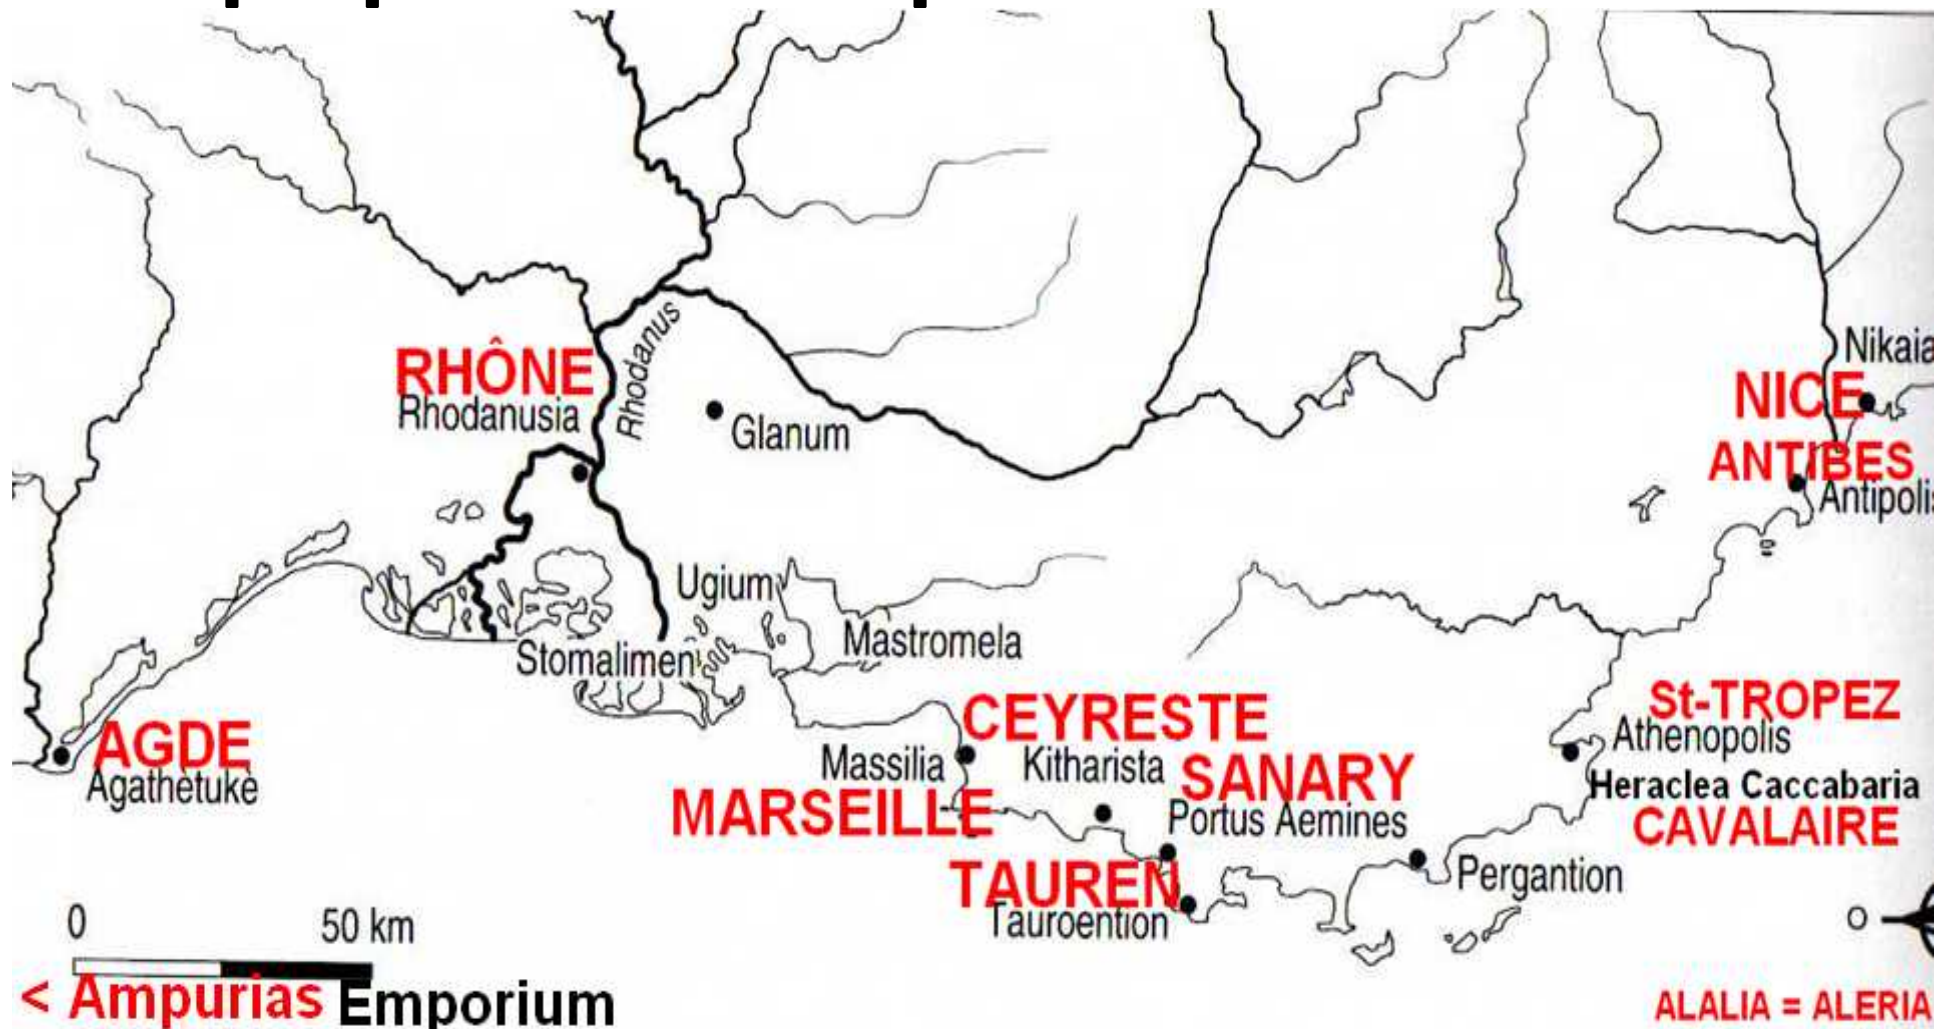 Nikaia
RHÔNE
Rhodanusia
Rhodanus
NICE
Glanum
ANTIBES
Antipolis
Ugium
Mastromela
Stomalimen
St-TROPEZ
Athenopolis
AGDE
Agathètukè
CEYRESTE
Massilia
Kitharista
SANARY
Heraclea Caccabaria
MARSEILLE
Portus Aemines
CAVALAIRE
TAUREN
Pergantion
Tauroention
0 50 km
O
< Ampurias Emporium
ALALIA = ALERIA